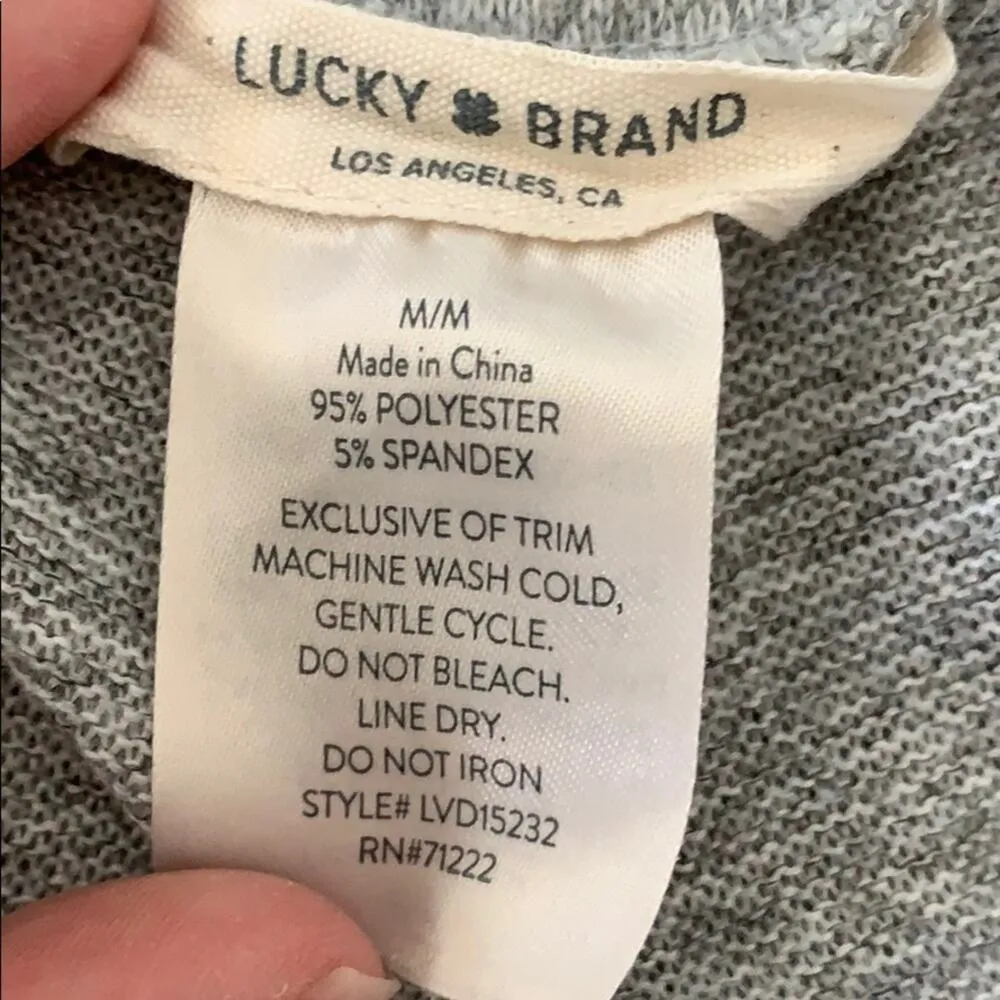 LUCKY BRAND
LOS ANGELES, CA
M/M
Made in China
95% POLYESTER
5% SPANDEX
EXCLUSIVE OF TRIM
MACHINE WASH COLD,
GENTLE CYCLE.
DO NOT BLEACH.
LINE DRY.
DO NOT IRON
STYLE# LVD15232
RN#71222